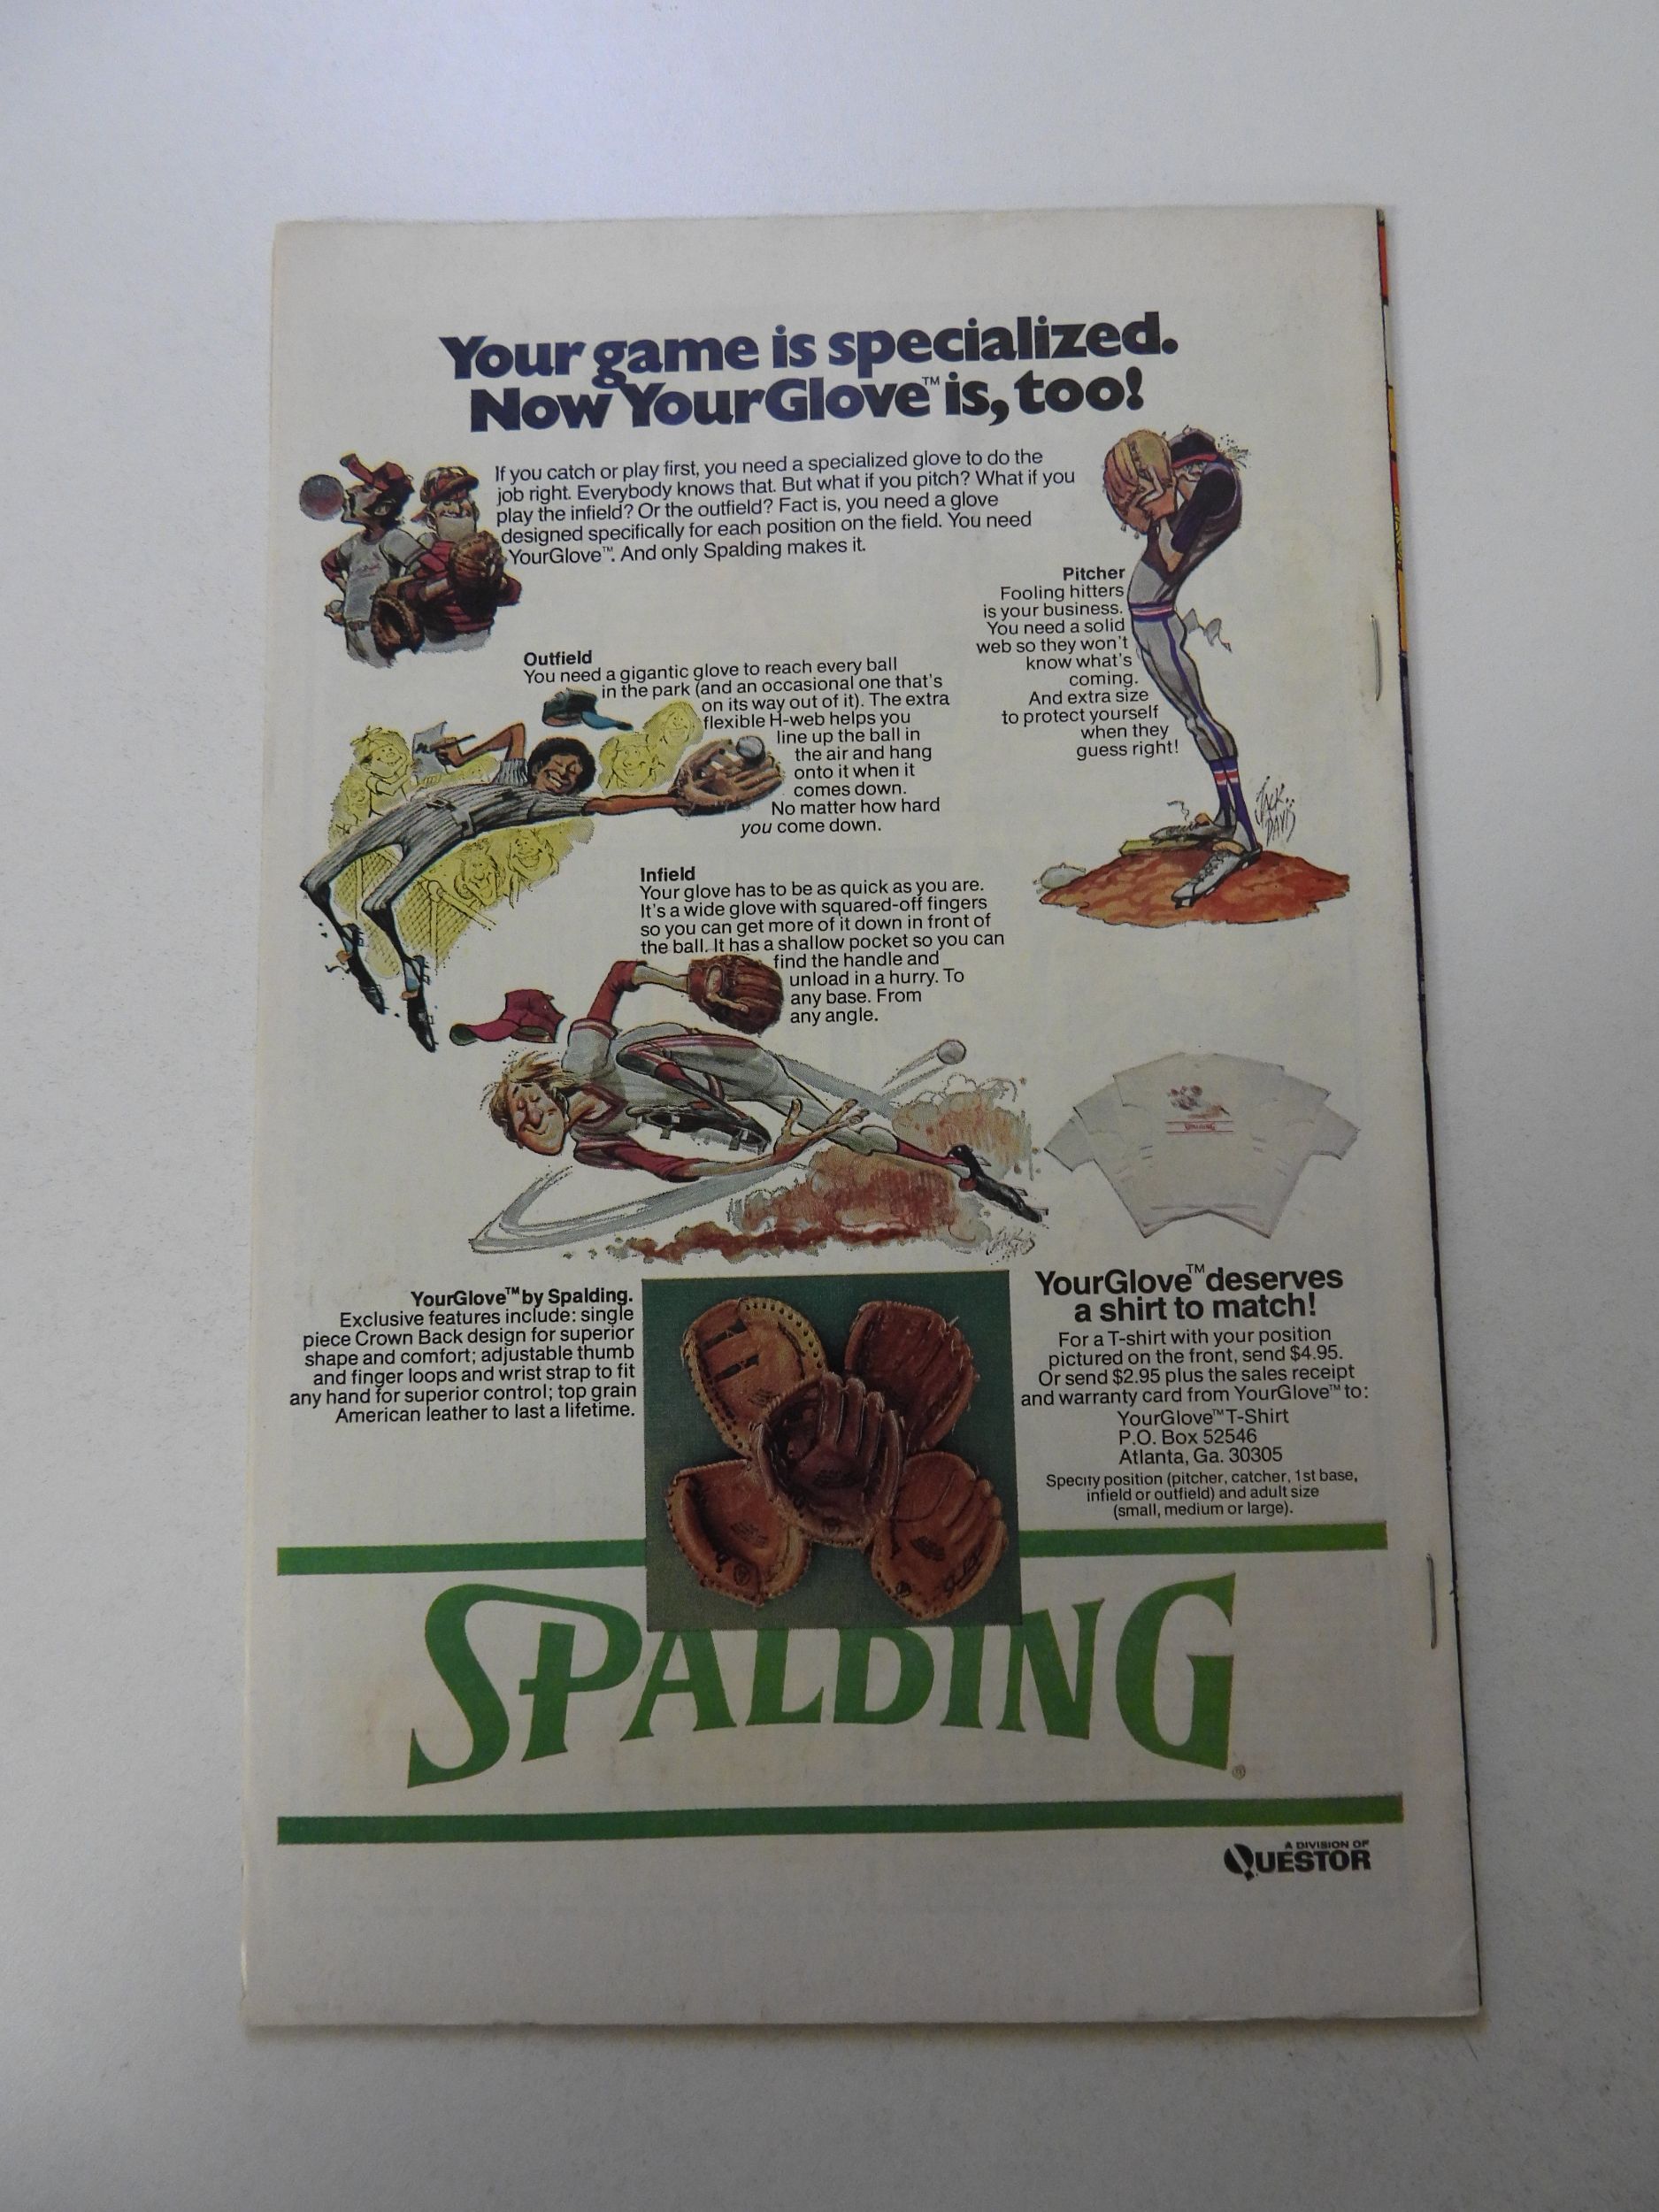 Your game is specialized.
Now YourGlove™ is, too!
If you catch or play first, you need a specialized glove to do the
job right. Everybody knows that. But what if you pitch? What if you
play the infield? Or the outfield? Fact is, you need a glove
designed specifically for each position on the field. You need
YourGlove™. And only Spalding makes it.
Pitcher
Fooling hitters
is your business.
You need a solid
web so they won't
know what's
coming.
And extra size
to protect yourself
when they
guess right!
JACK DAVIS
Outfield
You need a gigantic glove to reach every ball
in the park (and an occasional one that's
on its way out of it). The extra
flexible H-web helps you
line up the ball in
the air and hang
onto it when it
comes down.
No matter how hard
you come down.
Infield
Your glove has to be as quick as you are.
It's a wide glove with squared-off fingers
so you can get more of it down in front of
the ball. It has a shallow pocket so you can
find the handle and
unload in a hurry. To
any base. From
any angle.
JACK DAVIS
SPALDING
YourGlove™ by Spalding.
Exclusive features include: single
piece Crown Back design for superior
shape and comfort; adjustable thumb
and finger loops and wrist strap to fit
any hand for superior control; top grain
American leather to last a lifetime.
YourGlove™ deserves
a shirt to match!
For a T-shirt with your position
pictured on the front, send $4.95.
Or send $2.95 plus the sales receipt
and warranty card from YourGlove™ to:
YourGlove™ T-Shirt
P.O. Box 52546
Atlanta, Ga. 30305
Specify position (pitcher, catcher, 1st base,
infield or outfield) and adult size
(small, medium or large).
SPALDING®
A DIVISION OF
QUESTOR